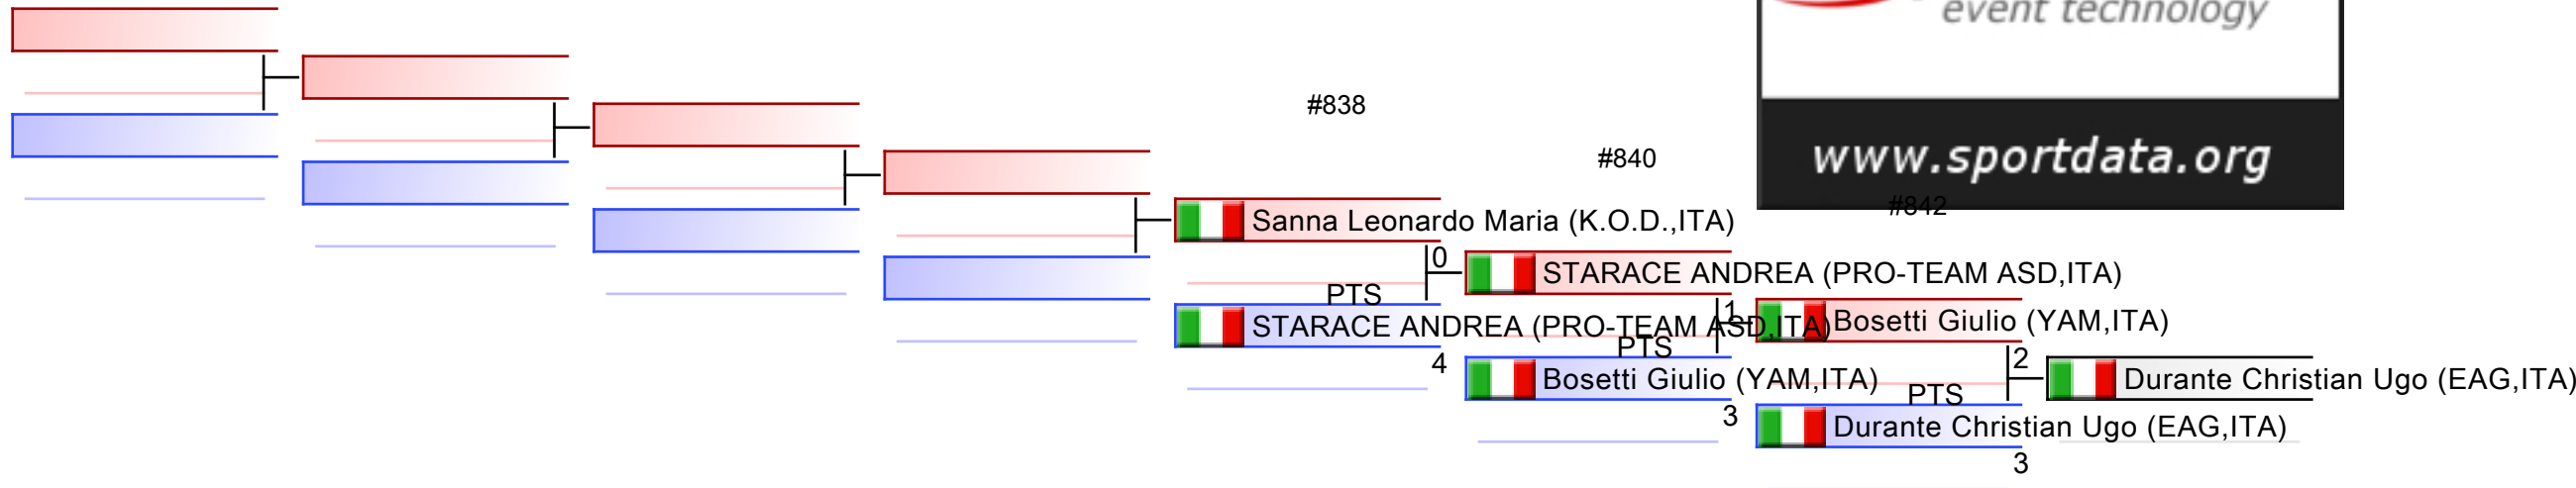 event technology
#838
#840
www.sportdata.org
#842
Sanna Leonardo Maria (K.O.D.,ITA)
0
STARACE ANDREA (PRO-TEAM ASD,ITA)
PTS
1
STARACE ANDREA (PRO-TEAM ASD,ITA)
Bosetti Giulio (YAM,ITA)
PTS
4
2
Bosetti Giulio (YAM,ITA)
Durante Christian Ugo (EAG,ITA)
PTS
3
Durante Christian Ugo (EAG,ITA)
3